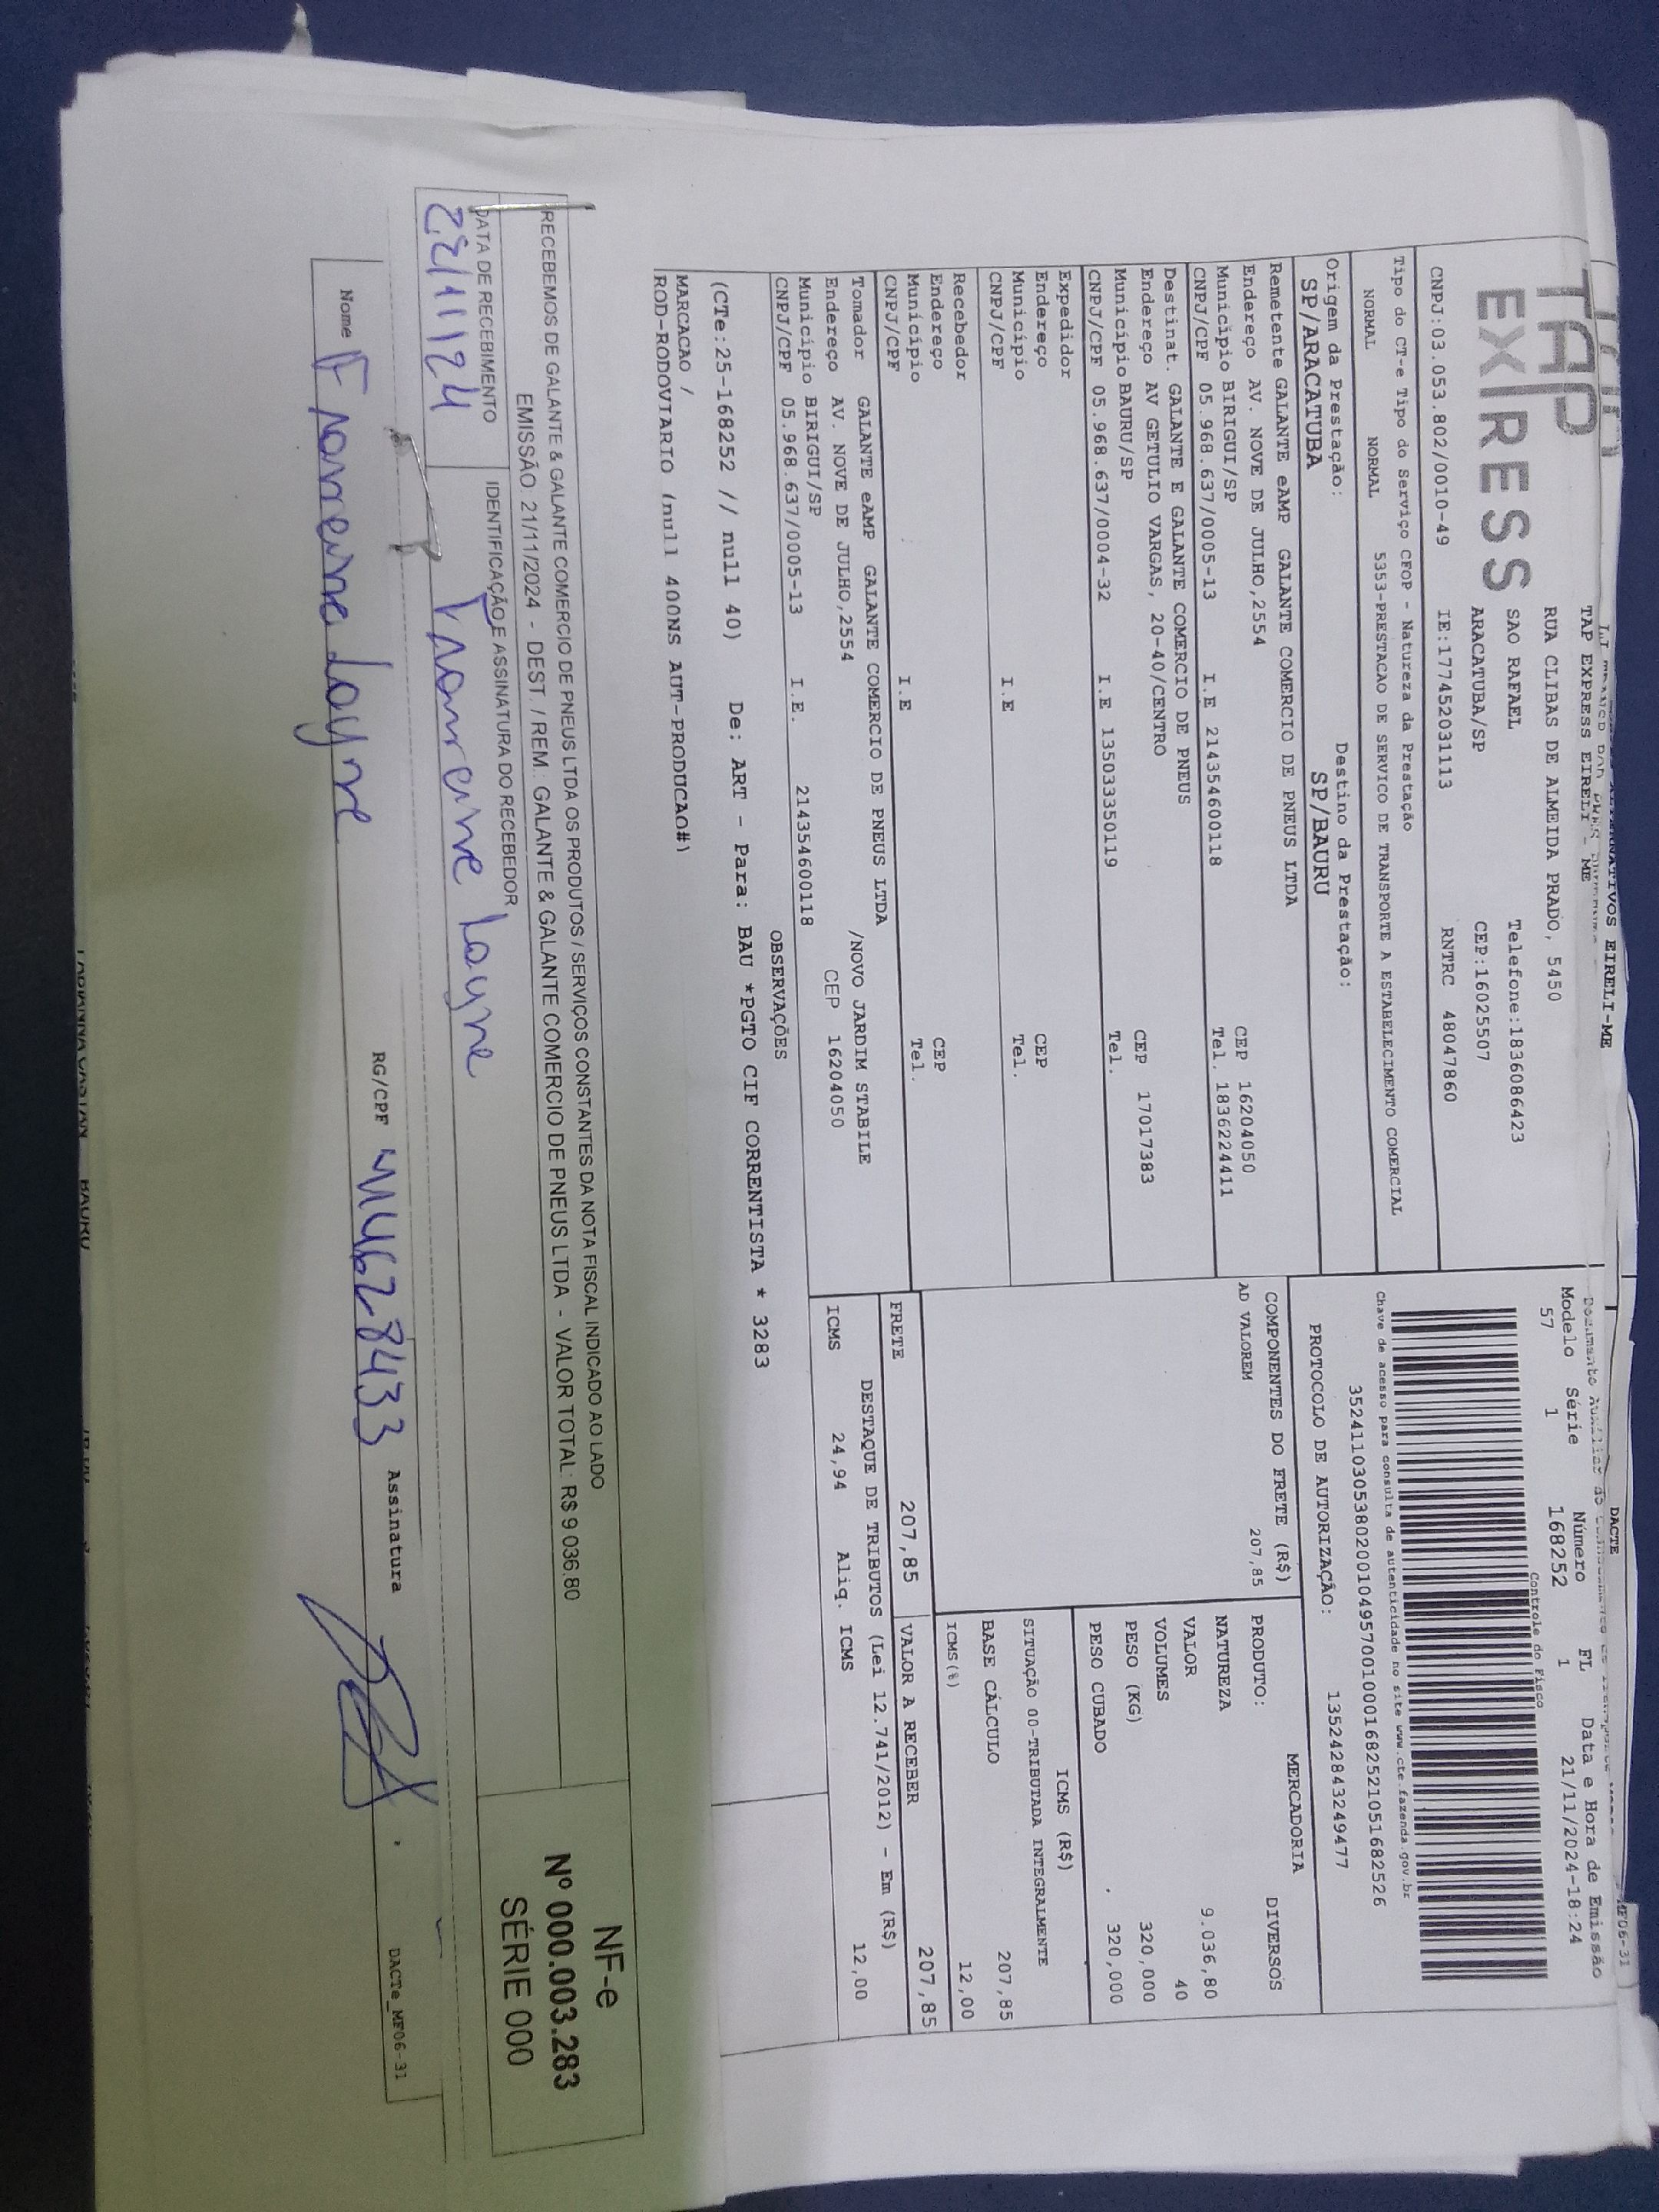 TAP EXPRESS
TAP EXPRESS EIRELI - ME
RUA CLIBAS DE ALMEIDA PRADO, 5450
SAO RAFAEL Telefone:1836086423
ARACATUBA/SP CEP:16025507
CNPJ:03.053.802/0010-49 IE:177452031113 RNTRC 48047860
Tipo do CT-e Tipo do Serviço CFOP - Natureza da Prestação
NORMAL NORMAL 5353-PRESTACAO DE SERVICO DE TRANSPORTE A ESTABELECIMENTO COMERCIAL
Origem da Prestação: Destino da Prestação:
SP/ARACATUBA SP/BAURU
Remetente GALANTE eAMP GALANTE COMERCIO DE PNEUS LTDA
Endereço AV. NOVE DE JULHO,2554 CEP 16204050
Município BIRIGUI/SP Tel. 1836224411
CNPJ/CPF 05.968.637/0005-13 I.E 214354600118
Destinat. GALANTE E GALANTE COMERCIO DE PNEUS
Endereço AV GETULIO VARGAS, 20-40/CENTRO CEP 17017383
Município BAURU/SP Tel.
CNPJ/CPF 05.968.637/0004-32 I.E 135033350119
Expedidor
Endereço CEP
Município Tel.
CNPJ/CPF I.E
Recebedor
Endereço CEP
Município Tel.
CNPJ/CPF I.E
Tomador GALANTE eAMP GALANTE COMERCIO DE PNEUS LTDA
Endereço AV. NOVE DE JULHO,2554 /NOVO JARDIM STABILE
Município BIRIGUI/SP CEP 16204050
CNPJ/CPF 05.968.637/0005-13 I.E. 214354600118
DACTE
MF06-31
Modelo Série Número FL Data e Hora de Emissão
57 1 168252 1 21/11/2024-18:24
Controle do Fisco
Chave de acesso para consulta de autenticidade no site www.cte.fazenda.gov.br
35241103053802001049570010001682521051682526
PROTOCOLO DE AUTORIZAÇÃO: 135242843249477
COMPONENTES DO FRETE (R$)
AD VALOREM 207,85
MERCADORIA
PRODUTO: DIVERSOS
NATUREZA
VALOR 9.036,80
VOLUMES 40
PESO (KG) 320,000
PESO CUBADO 320,000
ICMS (R$)
SITUAÇÃO 00-TRIBUTADA INTEGRALMENTE
BASE CÁLCULO 207,85
ICMS(%) 12,00
FRETE 207,85 VALOR A RECEBER 207,85
DESTAQUE DE TRIBUTOS (Lei 12.741/2012) - Em (R$)
ICMS 24,94 Aliq. ICMS 12,00
OBSERVAÇÕES
(CTe:25-168252 // null 40) De: ART - Para: BAU *PGTO CIF CORRENTISTA * 3283
MARCACAO /
ROD-RODOVIARIO (null 400NS AUT-PRODUCAO#)
RECEBEMOS DE GALANTE & GALANTE COMERCIO DE PNEUS LTDA OS PRODUTOS / SERVIÇOS CONSTANTES DA NOTA FISCAL INDICADO AO LADO
EMISSÃO: 21/11/2024 - DEST. / REM.: GALANTE & GALANTE COMERCIO DE PNEUS LTDA - VALOR TOTAL: R$ 9 036,80
DATA DE RECEBIMENTO IDENTIFICAÇÃO E ASSINATURA DO RECEBEDOR
22/11/24
NF-e
Nº 000.003.283
SÉRIE 000
Nome RG/CPF Assinatura
DACTe_MF06-31